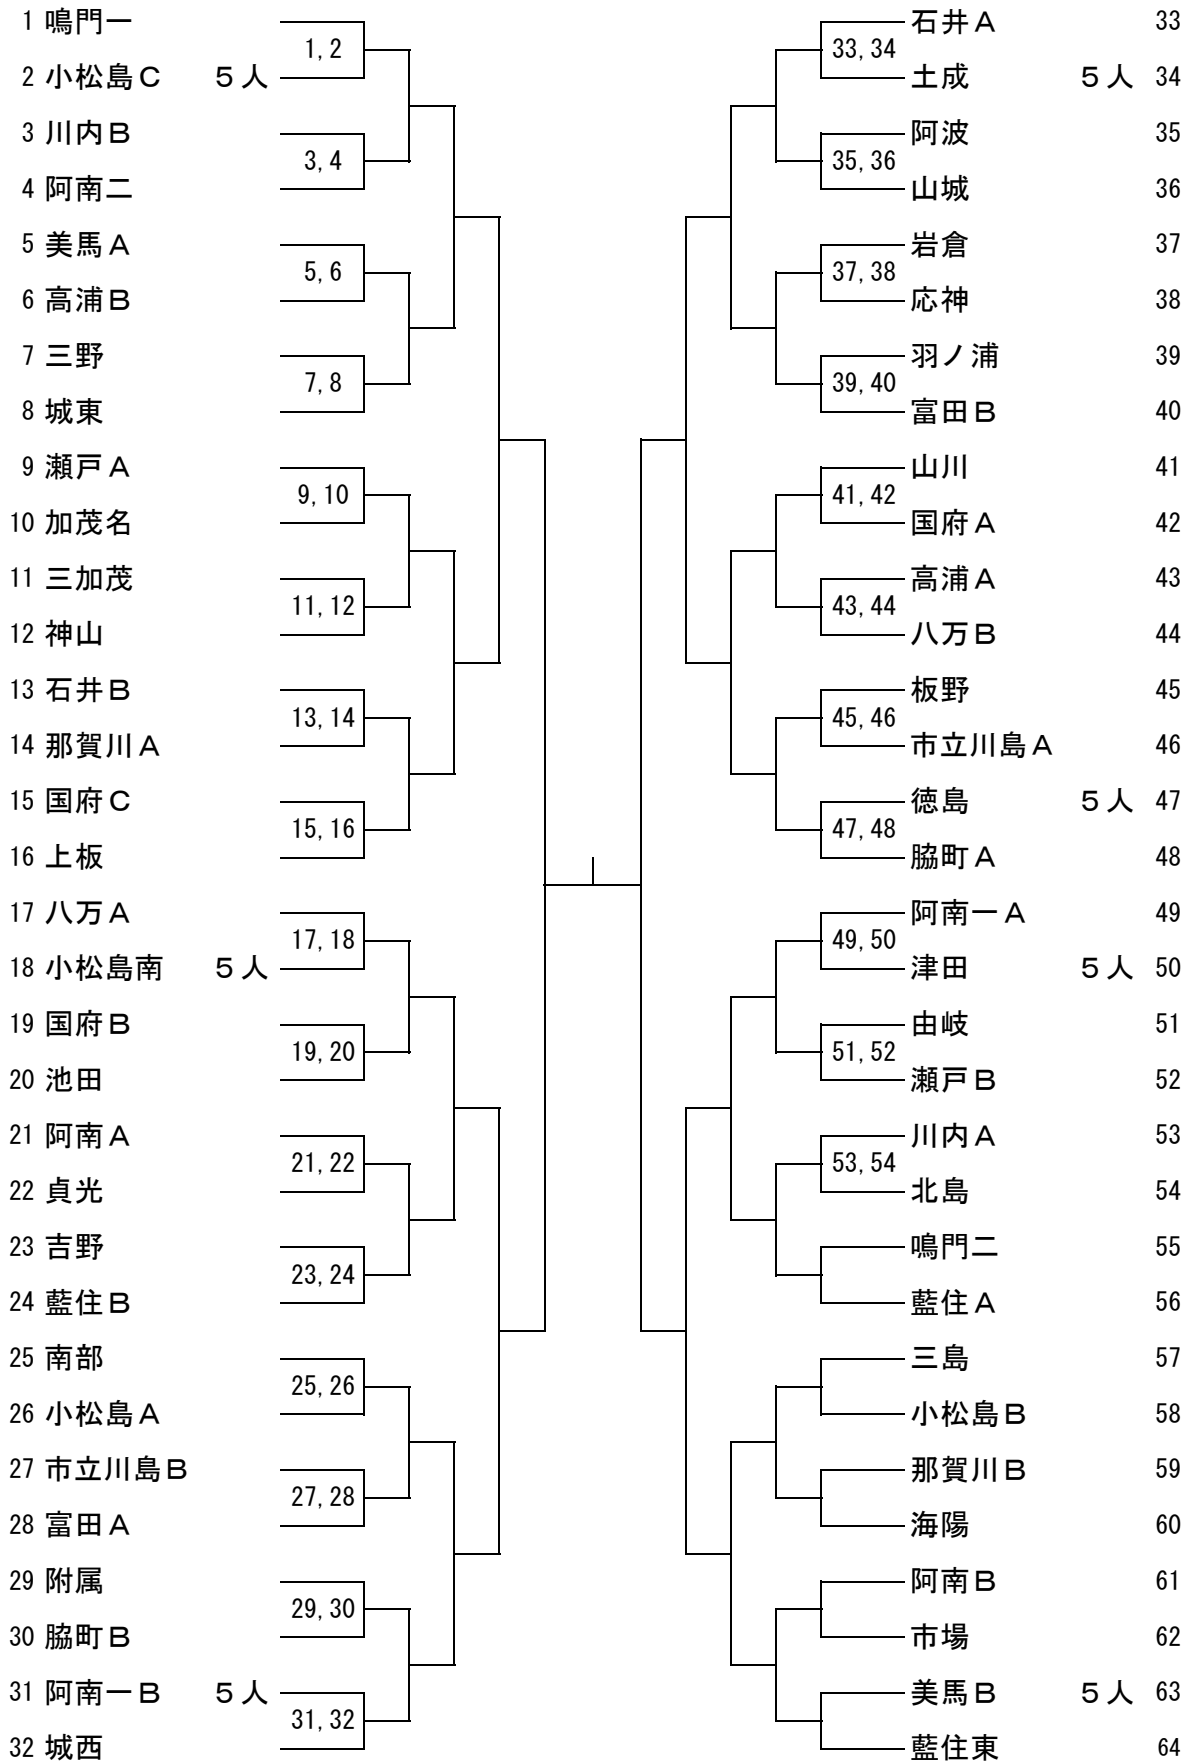 1 鳴門一
1, 2
2 小松島C 5人
3 川内B
3, 4
4 阿南二
5 美馬A
5, 6
6 高浦B
7 三野
7, 8
8 城東
9 瀬戸A
9, 10
10 加茂名
11 三加茂
11, 12
12 神山
13 石井B
13, 14
14 那賀川A
15 国府C
15, 16
16 上板
17 八万A
17, 18
18 小松島南 5人
19 国府B
19, 20
20 池田
21 阿南A
21, 22
22 貞光
23 吉野
23, 24
24 藍住B
25 南部
25, 26
26 小松島A
27 市立川島B
27, 28
28 富田A
29 附属
29, 30
30 脇町B
31 阿南一B 5人
31, 32
32 城西
石井A 33
33, 34
土成 5人 34
阿波 35
35, 36
山城 36
岩倉 37
37, 38
応神 38
羽ノ浦 39
39, 40
富田B 40
山川 41
41, 42
国府A 42
高浦A 43
43, 44
八万B 44
板野 45
45, 46
市立川島A 46
徳島 5人 47
47, 48
脇町A 48
阿南一A 49
49, 50
津田 5人 50
由岐 51
51, 52
瀬戸B 52
川内A 53
53, 54
北島 54
鳴門二 55
藍住A 56
三島 57
小松島B 58
那賀川B 59
海陽 60
阿南B 61
市場 62
美馬B 5人 63
藍住東 64